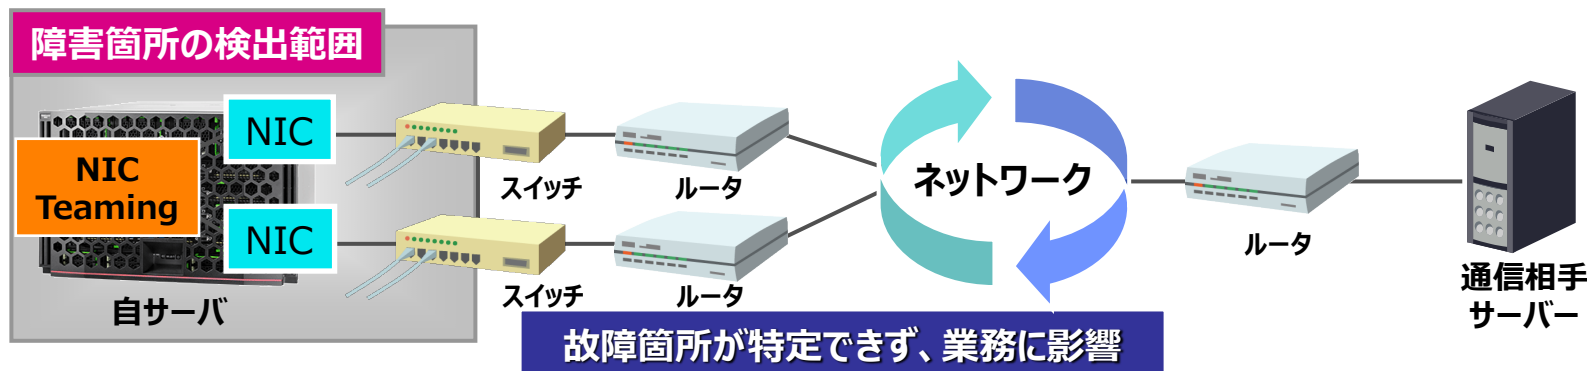 障害箇所の検出範囲
NIC
NIC
Teaming
NIC
自サーバ
スイッチ
ルータ
スイッチ
ルータ
ネットワーク
ルータ
通信相手
サーバー
故障箇所が特定できず、業務に影響